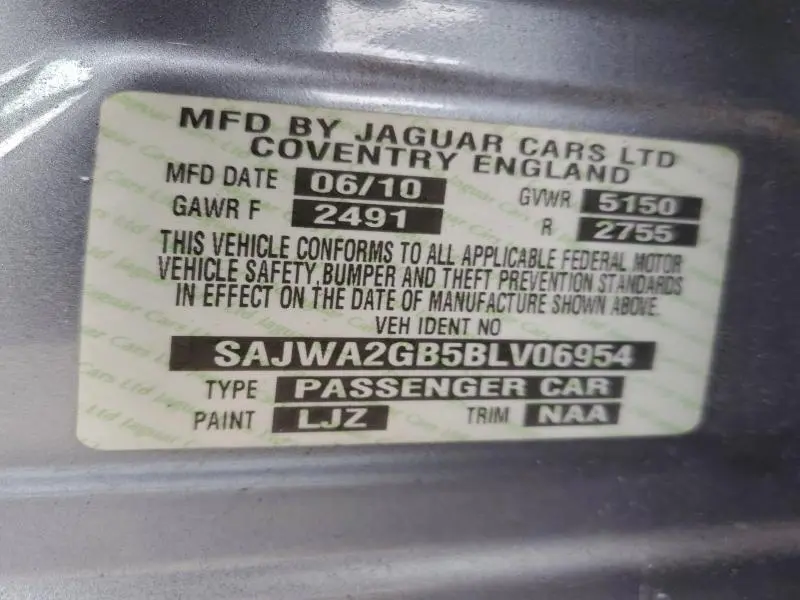 MFD BY JAGUAR CARS LTD
COVENTRY ENGLAND
MFD DATE 06/10 GVWR 5150
GAWR F 2491 R 2755
THIS VEHICLE CONFORMS TO ALL APPLICABLE FEDERAL MOTOR
VEHICLE SAFETY, BUMPER AND THEFT PREVENTION STANDARDS
IN EFFECT ON THE DATE OF MANUFACTURE SHOWN ABOVE.
VEH IDENT NO
SAJWA2GB5BLV06954
TYPE PASSENGER CAR
PAINT LJZ TRIM NAA